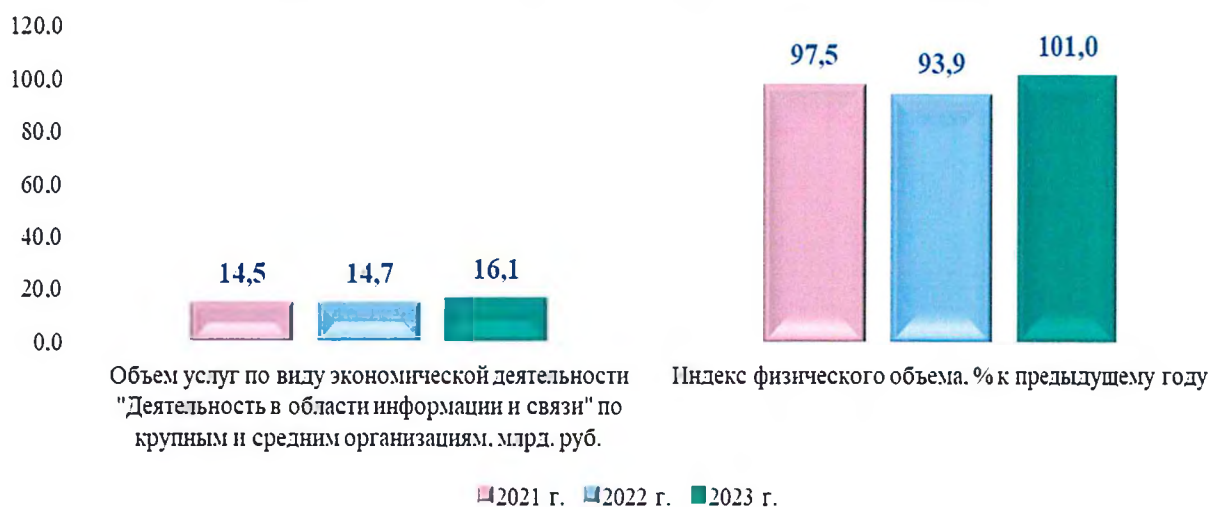 120.0
100.0
80.0
60.0
40.0
20.0
0.0
14,5
14,7
16,1
97,5
93,9
101,0
Объем услуг по виду экономической деятельности
"Деятельность в области информации и связи" по
крупным и средним организациям, млрд. руб.
Индекс физического объема, % к предыдущему году
2021 г.
2022 г.
2023 г.